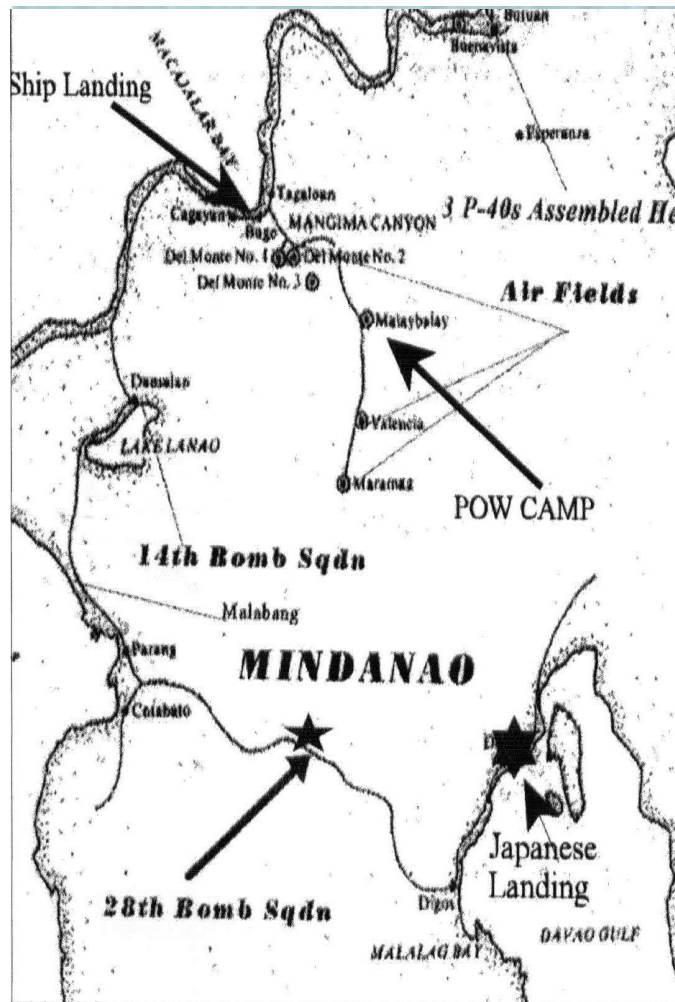 Butuan
Buenavista
Ship Landing
MACAJALAR BAY
Esperanza
Tagaloan
3 P-40s Assembled He
Cagayan
Bugo
MANGIMA CANYON
Del Monte No. 1
Del Monte No. 2
Del Monte No. 3
Air Fields
Malaybalay
Dansalan
Valencia
LAKE LANAO
Maramag
POW CAMP
14th Bomb Sqdn
Malabang
Parang
MINDANAO
Cotabato
D
Japanese
Landing
28th Bomb Sqdn
Digos
MALALAG BAY
DAVAO GULF